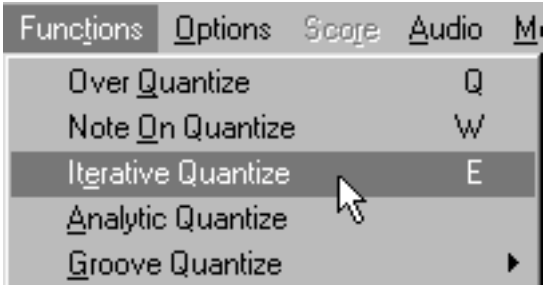 Functions Options Score Audio
Over Quantize Q
Note On Quantize W
Iterative Quantize E
Analytic Quantize
Groove Quantize